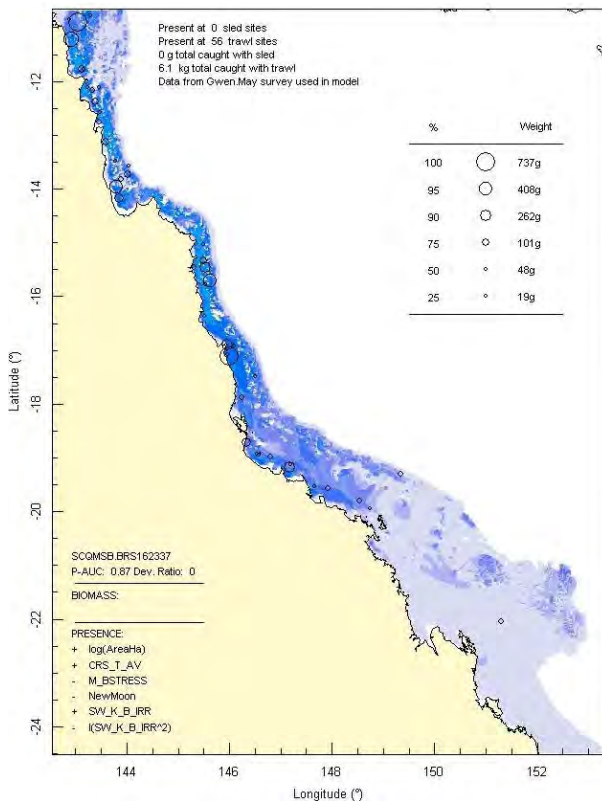 Present at 0 sled sites
Present at 56 trawl sites
0 g total caught with sled
6.1 kg total caught with trawl
Data from Gwen.May survey used in model
% Weight
100 737g
95 408g
90 262g
75 101g
50 48g
25 19g
-12
-14
-16
-18
-20
-22
-24
Latitude (°)
SCQMSB.BRS162337
P-AUC: 0.87 Dev. Ratio: 0
BIOMASS:
PRESENCE:
+ log(AreaHa)
+ CRS_T_AV
- M_BSTRESS
- NewMoon
+ SW_K_B_IRR
- I(SW_K_B_IRR^2)
144 146 148 150 152
Longitude (°)